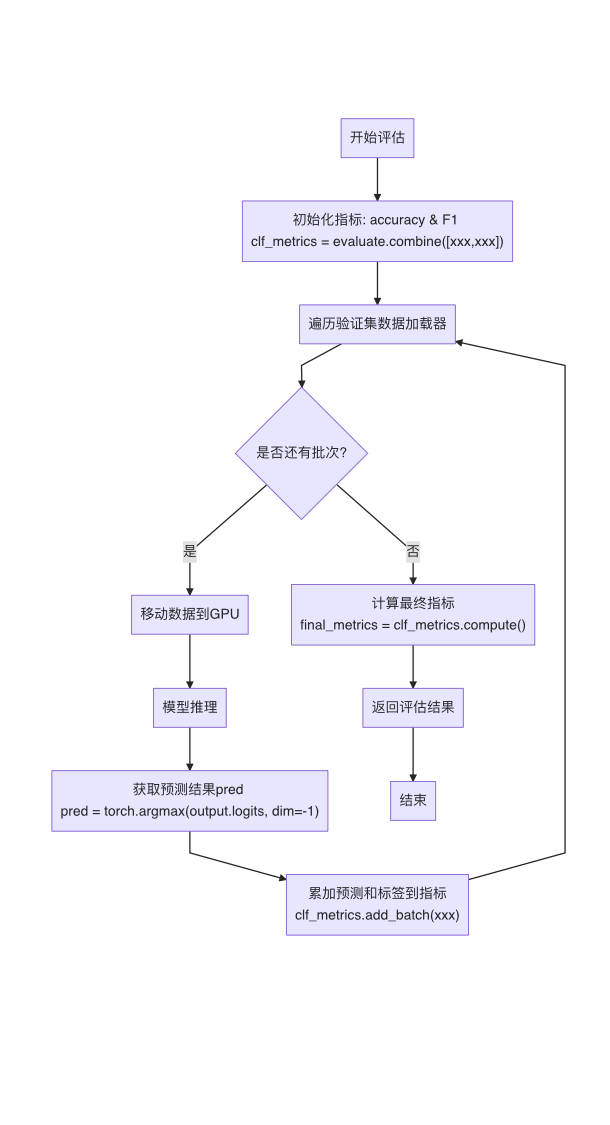 开始评估
初始化指标: accuracy & F1
clf_metrics = evaluate.combine([xxx,xxx])
遍历验证集数据加载器
是否还有批次?
是
否
移动数据到GPU
计算最终指标
final_metrics = clf_metrics.compute()
模型推理
返回评估结果
获取预测结果pred
pred = torch.argmax(output.logits, dim=-1)
结束
累加预测和标签到指标
clf_metrics.add_batch(xxx)